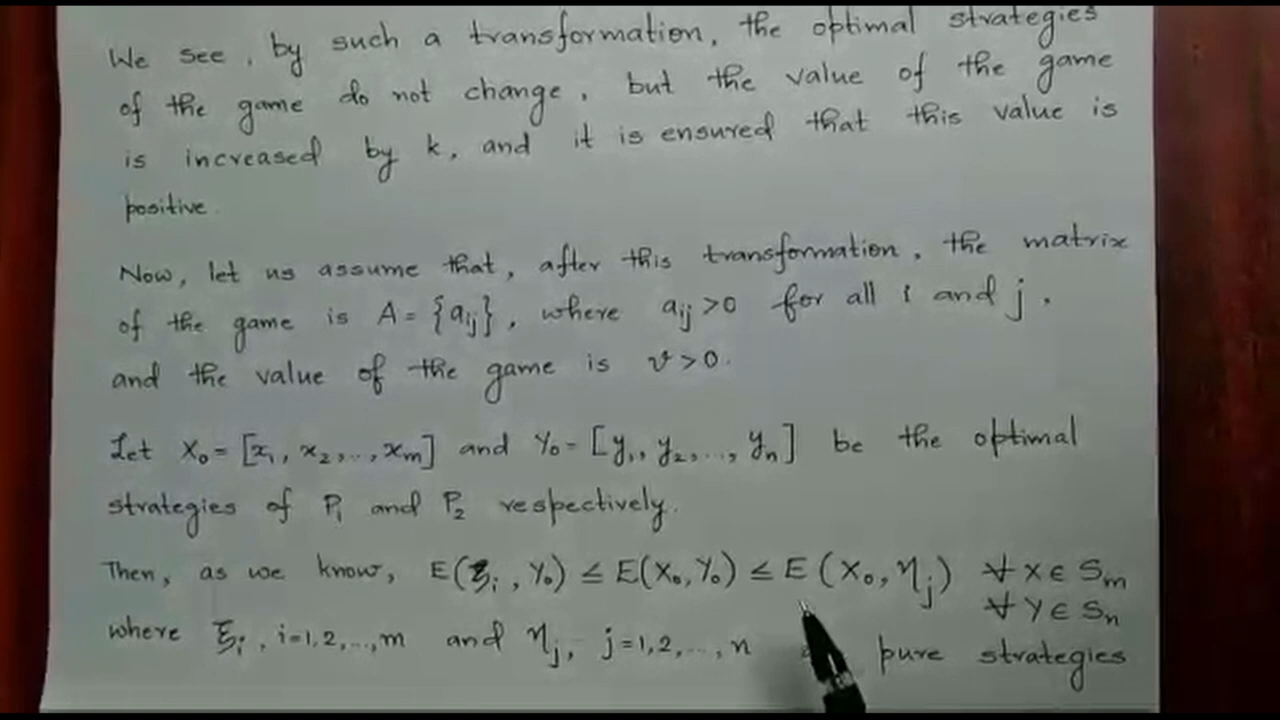 We see, by such a transformation, the optimal strategies
of the game do not change, but the value of the game
is increased by k, and it is ensured that this value is
positive.
Now, let us assume that, after this transformation, the matrix
of the game is A = {aij}, where aij > 0 for all i and j,
and the value of the game is v > 0.
Let X₀ = [x₁, x₂,..., xm] and Y₀ = [y₁, y₂,..., yn] be the optimal
strategies of P₁ and P₂ respectively.
Then, as we know, E(ξi, Y₀) ≤ E(X₀, Y₀) ≤ E(X₀, ηj) ∀ X ∈ Sm
∀ Y ∈ Sn
where ξi, i=1,2,...,m and ηj, j=1,2,...,n pure strategies